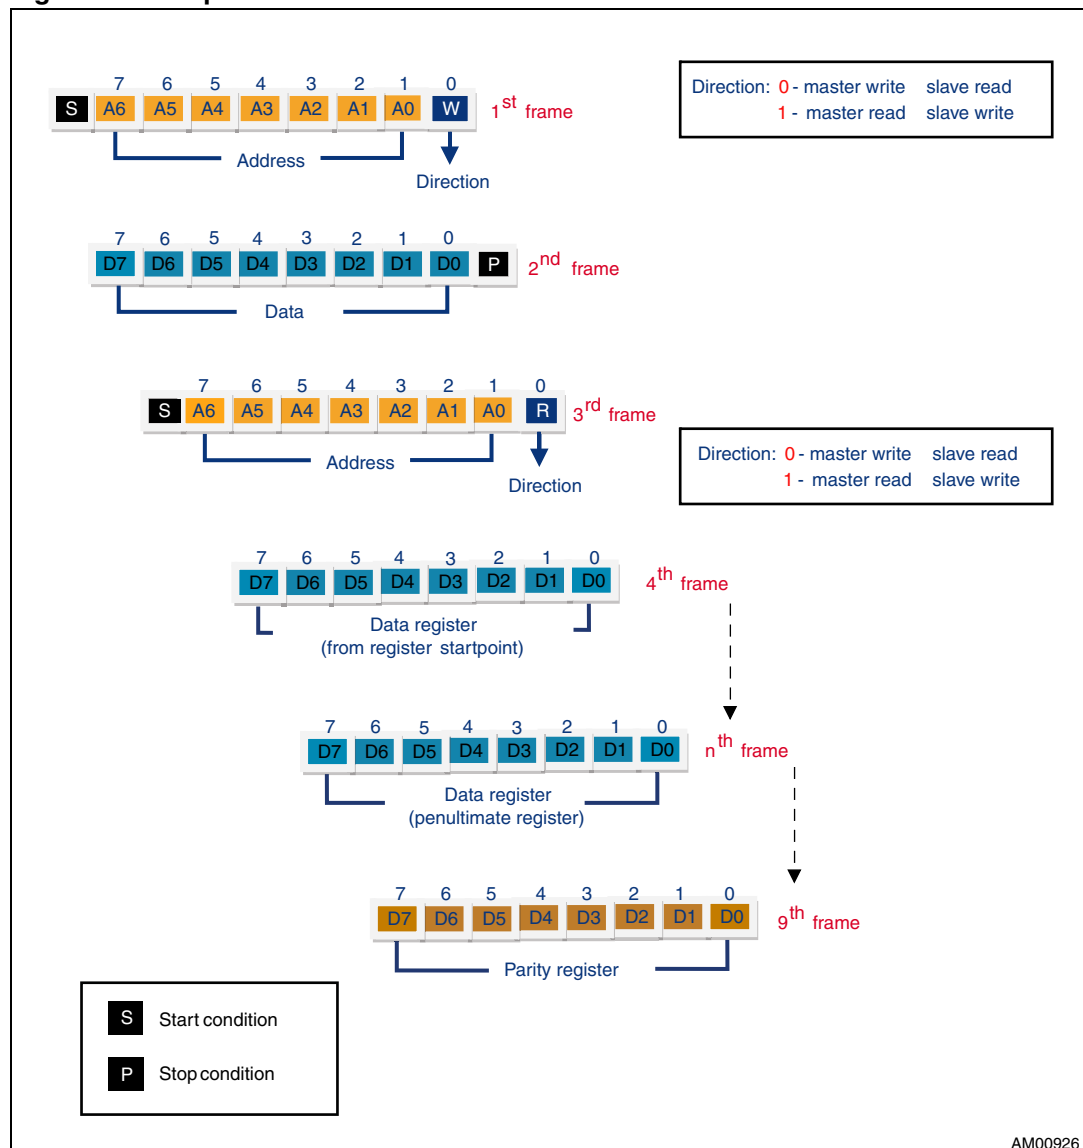 7 6 5 4 3 2 1 0
S A6 A5 A4 A3 A2 A1 A0 W 1st frame
Address
Direction
Direction: 0 - master write slave read
1 - master read slave write
7 6 5 4 3 2 1 0
D7 D6 D5 D4 D3 D2 D1 D0 P 2nd frame
Data
7 6 5 4 3 2 1 0
S A6 A5 A4 A3 A2 A1 A0 R 3rd frame
Address
Direction
Direction: 0 - master write slave read
1 - master read slave write
7 6 5 4 3 2 1 0
D7 D6 D5 D4 D3 D2 D1 D0 4th frame
Data register
(from register startpoint)
7 6 5 4 3 2 1 0
D7 D6 D5 D4 D3 D2 D1 D0 nth frame
Data register
(penultimate register)
7 6 5 4 3 2 1 0
D7 D6 D5 D4 D3 D2 D1 D0 9th frame
Parity register
S Start condition
P Stop condition
AM00926